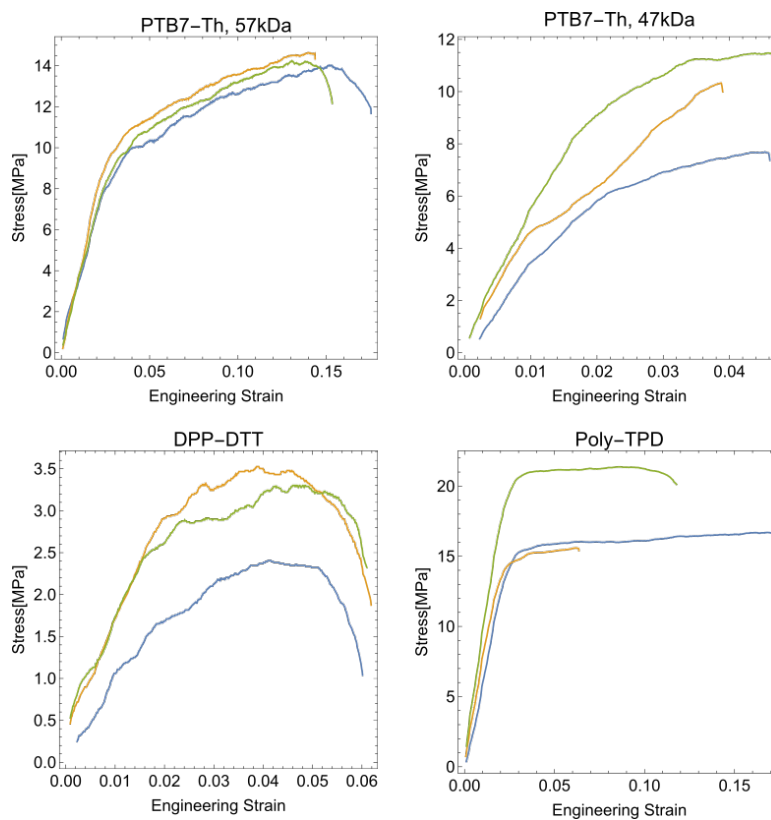 PTB7-Th, 57kDa
14
12
10
8
6
4
2
0
Stress[MPa]
0.00 0.05 0.10 0.15
Engineering Strain
PTB7-Th, 47kDa
12
10
8
6
4
2
0
Stress[MPa]
0.00 0.01 0.02 0.03 0.04
Engineering Strain
DPP-DTT
3.5
3.0
2.5
2.0
1.5
1.0
0.5
0.0
Stress[MPa]
0.00 0.01 0.02 0.03 0.04 0.05 0.06
Engineering Strain
Poly-TPD
20
15
10
5
0
Stress[MPa]
0.00 0.05 0.10 0.15
Engineering Strain